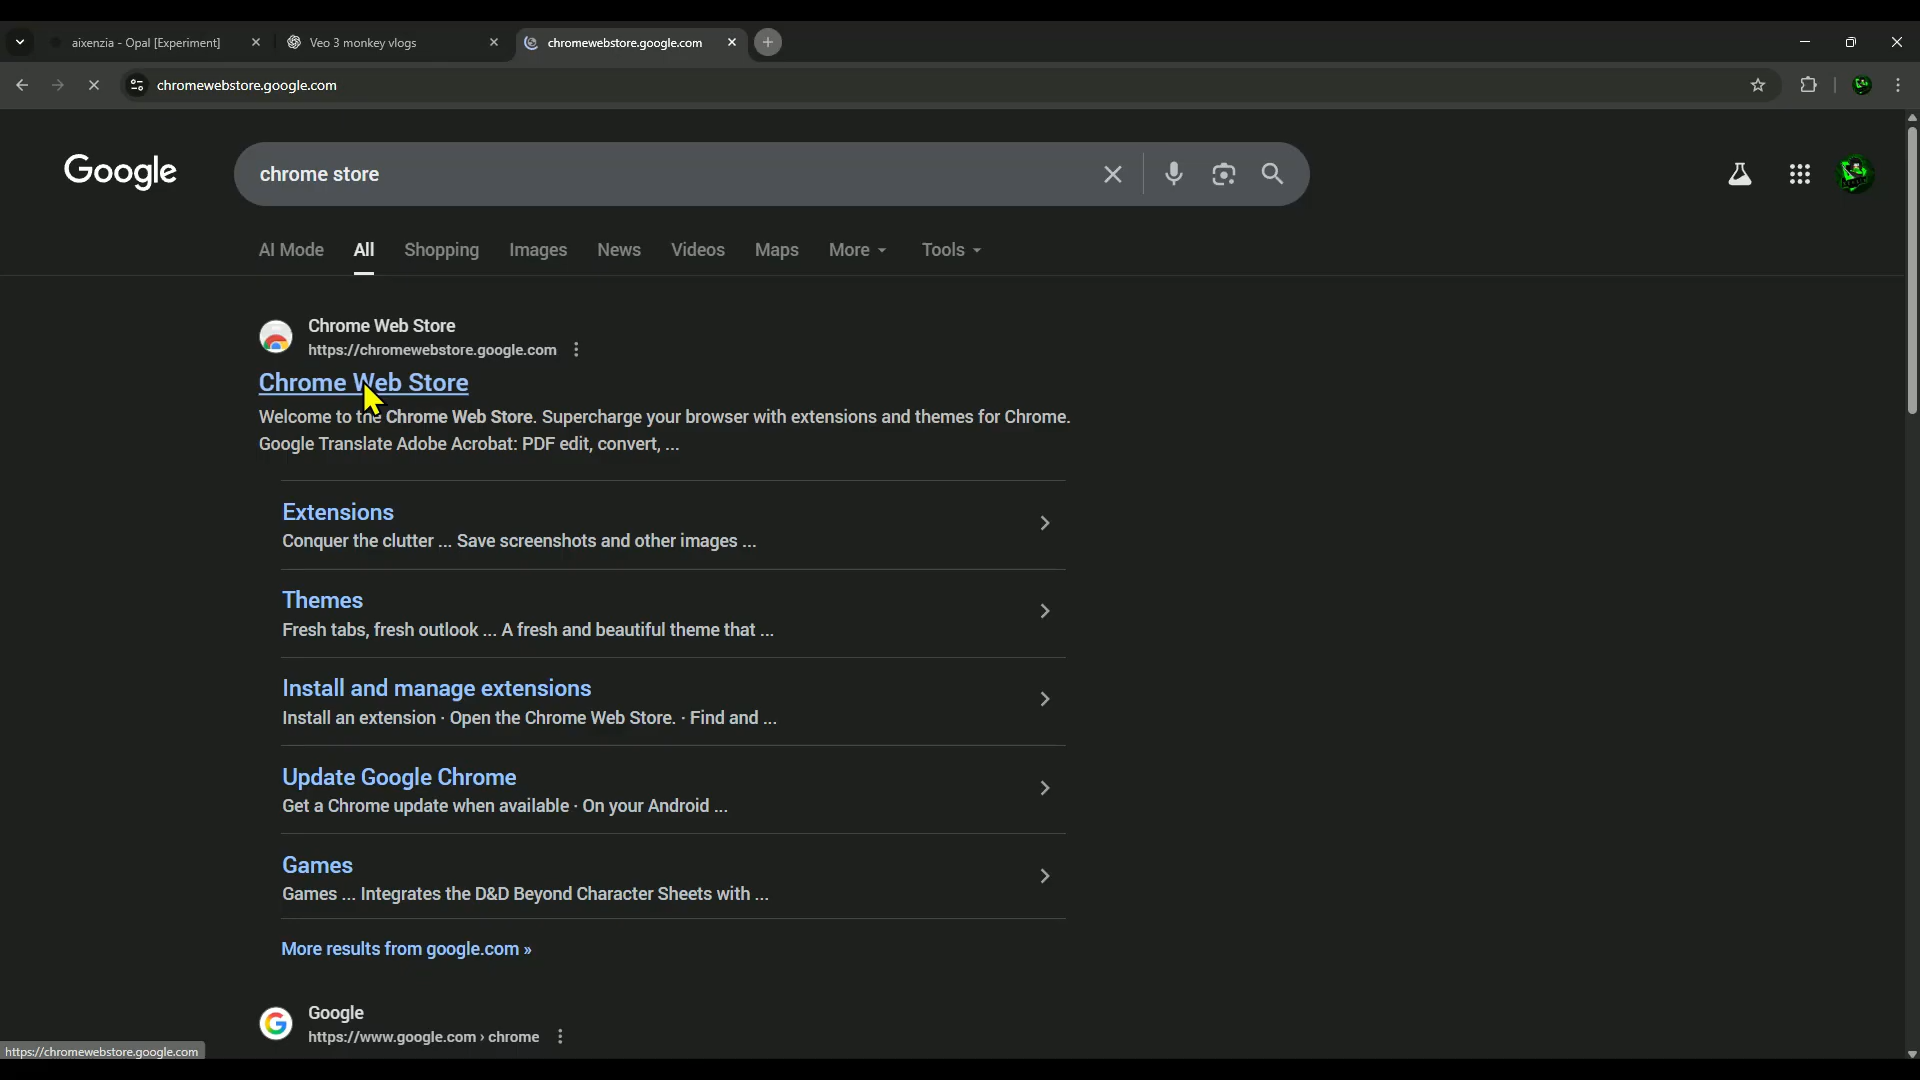 aixenzia - Opal [Experiment]
Veo 3 monkey vlogs
chromewebstore.google.com
chromewebstore.google.com
Google
chrome store
AI Mode
All
Shopping
Images
News
Videos
Maps
More
Tools
Chrome Web Store
https://chromewebstore.google.com
Chrome Web Store
Welcome to the Chrome Web Store. Supercharge your browser with extensions and themes for Chrome.
Google Translate Adobe Acrobat: PDF edit, convert, ...
Extensions
Conquer the clutter ... Save screenshots and other images ...
Themes
Fresh tabs, fresh outlook ... A fresh and beautiful theme that ...
Install and manage extensions
Install an extension · Open the Chrome Web Store. · Find and ...
Update Google Chrome
Get a Chrome update when available · On your Android ...
Games
Games ... Integrates the D&D Beyond Character Sheets with ...
More results from google.com »
Google
https://www.google.com › chrome
https://chromewebstore.google.com